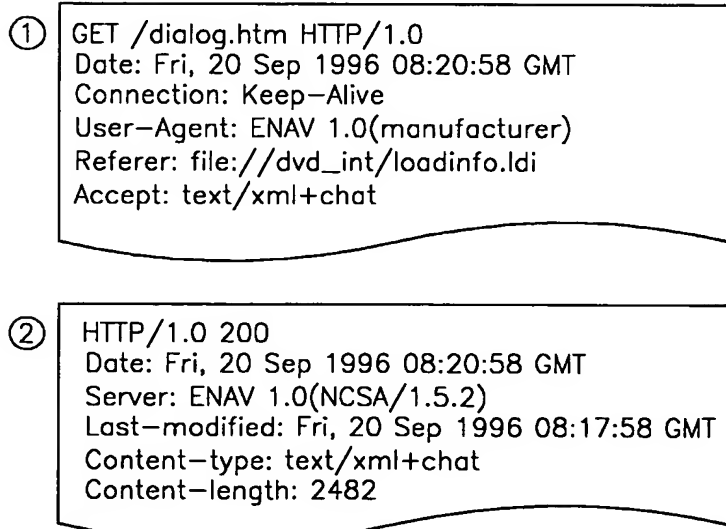 ① GET /dialog.htm HTTP/1.0
Date: Fri, 20 Sep 1996 08:20:58 GMT
Connection: Keep-Alive
User-Agent: ENAV 1.0(manufacturer)
Referer: file://dvd_int/loadinfo.ldi
Accept: text/xml+chat
② HTTP/1.0 200
Date: Fri, 20 Sep 1996 08:20:58 GMT
Server: ENAV 1.0(NCSA/1.5.2)
Last-modified: Fri, 20 Sep 1996 08:17:58 GMT
Content-type: text/xml+chat
Content-length: 2482